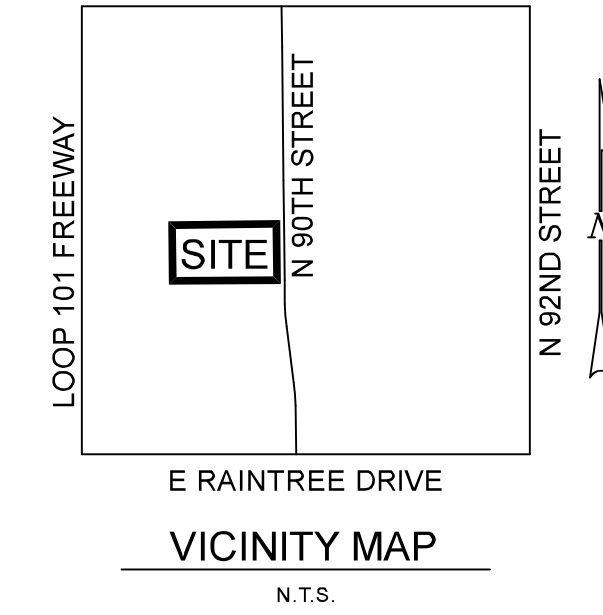 LOOP 101 FREEWAY
SITE
N 90TH STREET
N 92ND STREET
N
E RAINTREE DRIVE
VICINITY MAP
N.T.S.